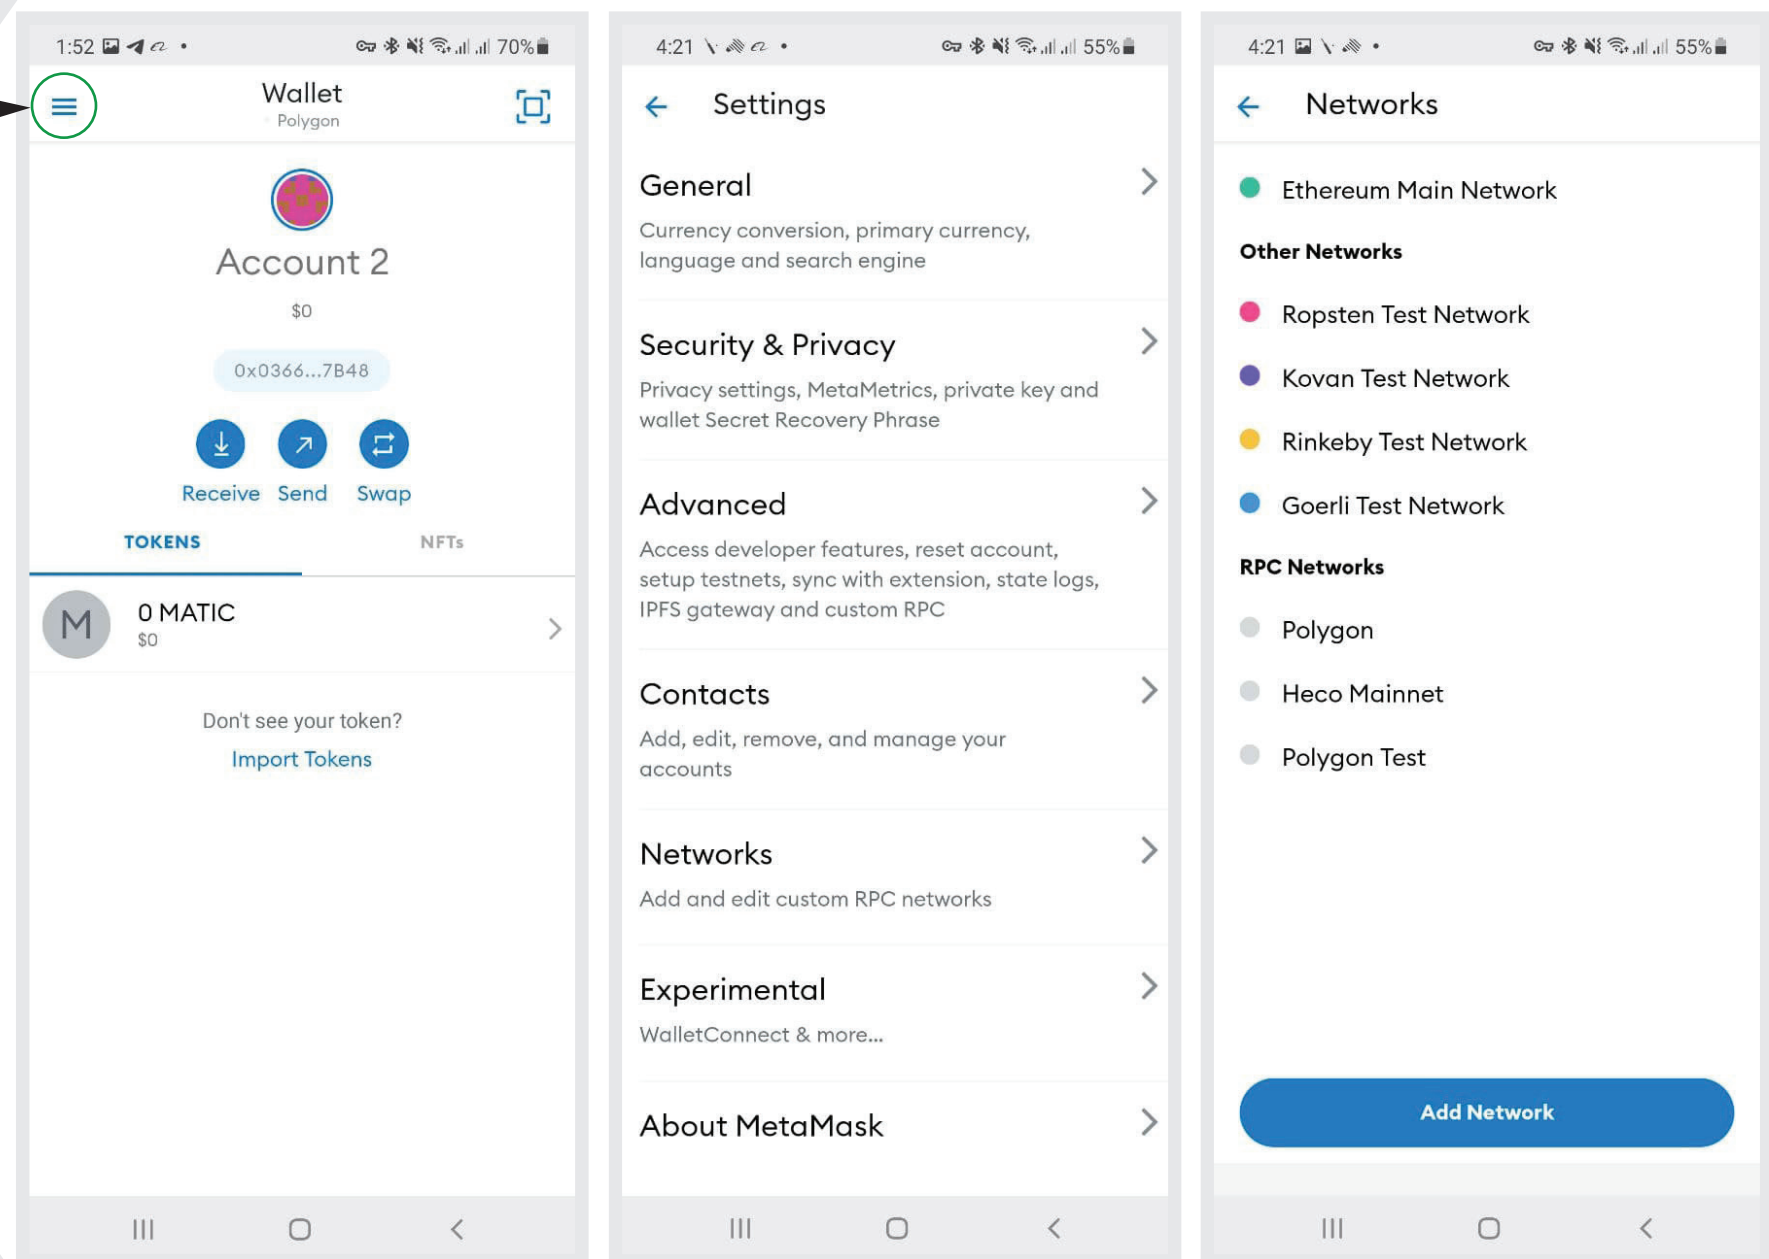 1:52
70%
Wallet
Polygon
Account 2
$0
0x0366...7B48
Receive Send Swap
TOKENS NFTs
M
0 MATIC
$0
Don't see your token?
Import Tokens
4:21
55%
Settings
General
Currency conversion, primary currency,
language and search engine
Security & Privacy
Privacy settings, MetaMetrics, private key and
wallet Secret Recovery Phrase
Advanced
Access developer features, reset account,
setup testnets, sync with extension, state logs,
IPFS gateway and custom RPC
Contacts
Add, edit, remove, and manage your
accounts
Networks
Add and edit custom RPC networks
Experimental
WalletConnect & more...
About MetaMask
4:21
55%
Networks
Ethereum Main Network
Other Networks
Ropsten Test Network
Kovan Test Network
Rinkeby Test Network
Goerli Test Network
RPC Networks
Polygon
Heco Mainnet
Polygon Test
Add Network